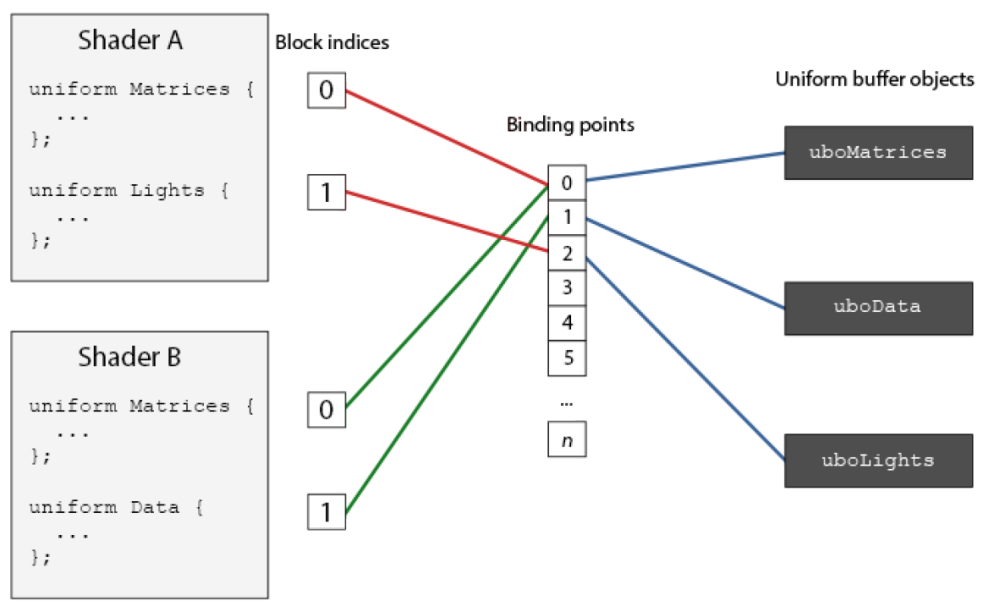 Shader A
uniform Matrices {
...
};
uniform Lights {
...
};
Block indices
0
1
Shader B
uniform Matrices {
...
};
uniform Data {
...
};
0
1
Binding points
0
1
2
3
4
5
...
n
Uniform buffer objects
uboMatrices
uboData
uboLights